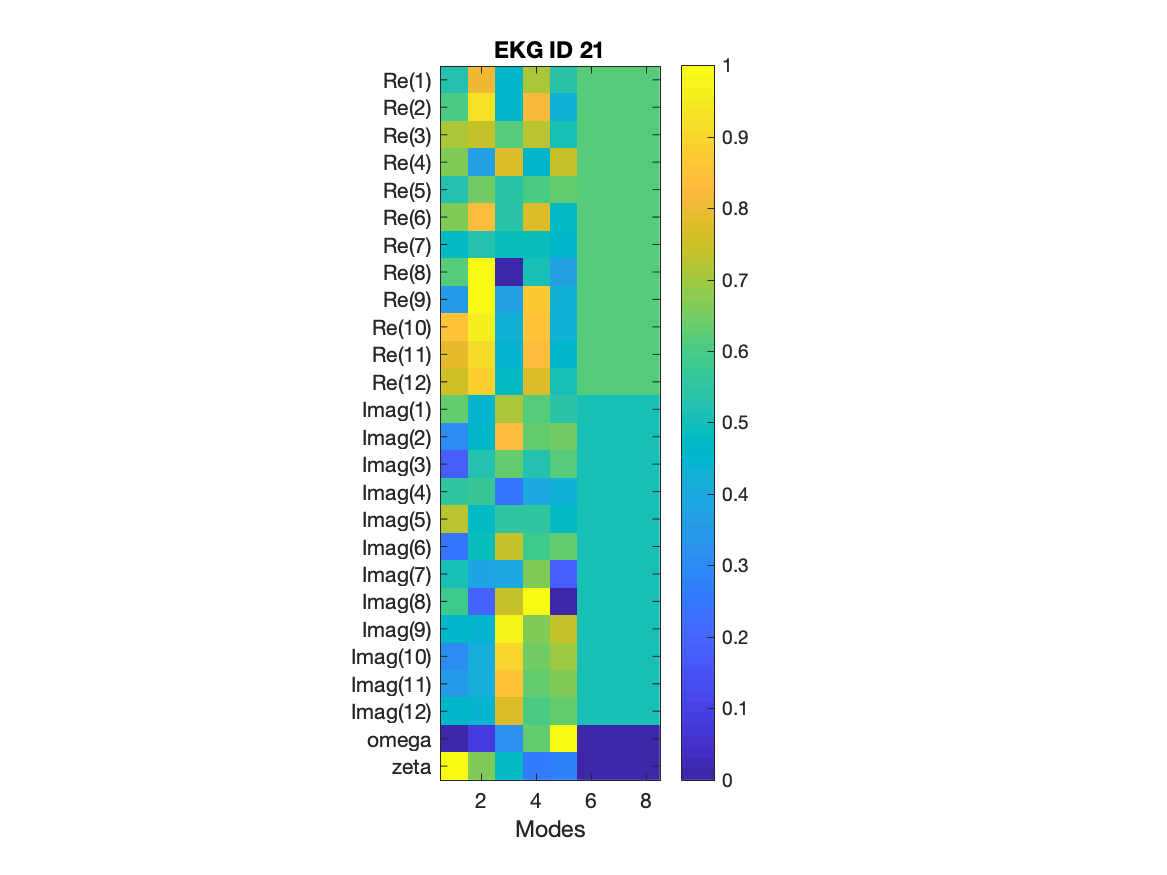 EKG ID 21
Re(1)
Re(2)
Re(3)
Re(4)
Re(5)
Re(6)
Re(7)
Re(8)
Re(9)
Re(10)
Re(11)
Re(12)
Imag(1)
Imag(2)
Imag(3)
Imag(4)
Imag(5)
Imag(6)
Imag(7)
Imag(8)
Imag(9)
Imag(10)
Imag(11)
Imag(12)
omega
zeta
2 4 6 8
Modes
1
0.9
0.8
0.7
0.6
0.5
0.4
0.3
0.2
0.1
0